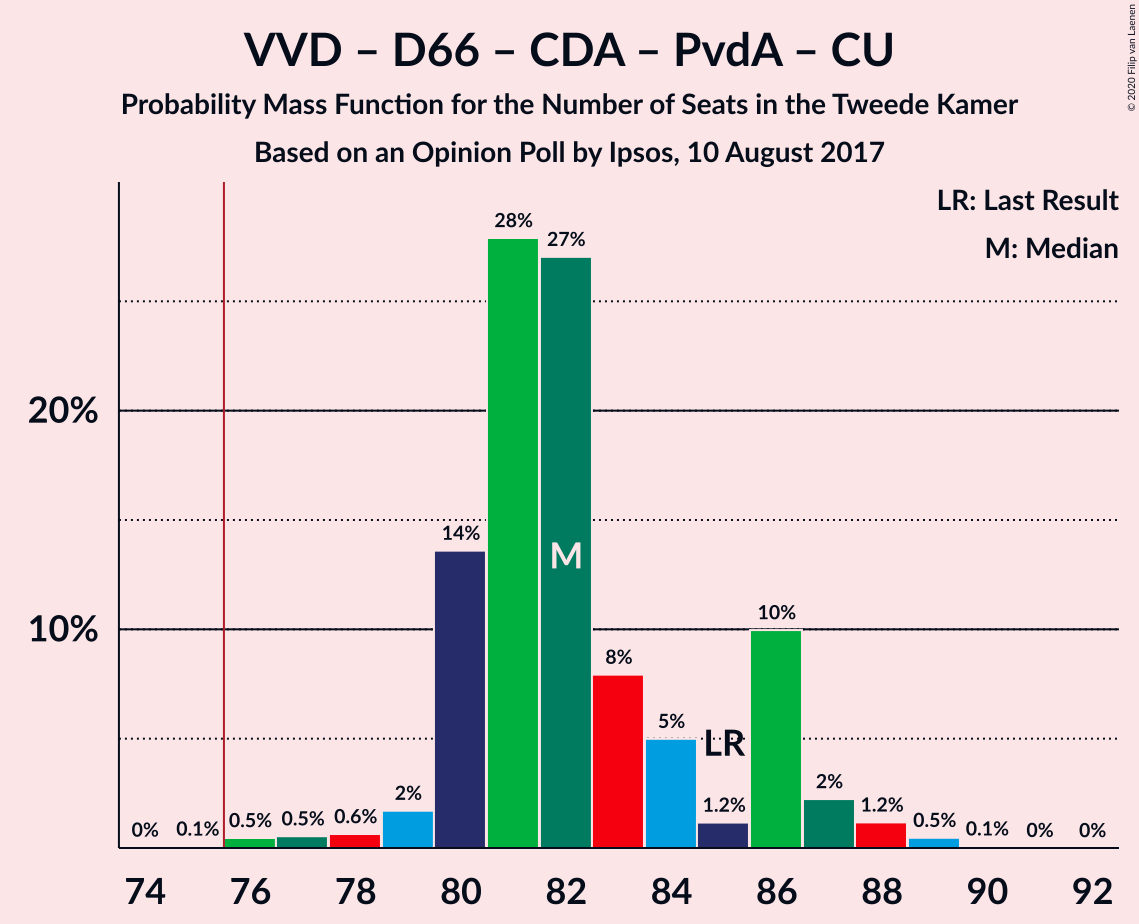 VVD – D66 – CDA – PvdA – CU
Probability Mass Function for the Number of Seats in the Tweede Kamer
Based on an Opinion Poll by Ipsos, 10 August 2017
© 2020 Filip van Laenen
LR: Last Result
M: Median
20%
10%
0%
0.1%
0.5%
0.5%
0.6%
2%
14%
28%
27%
8%
5%
1.2%
10%
2%
1.2%
0.5%
0.1%
0%
0%
M
LR
74 76 78 80 82 84 86 88 90 92